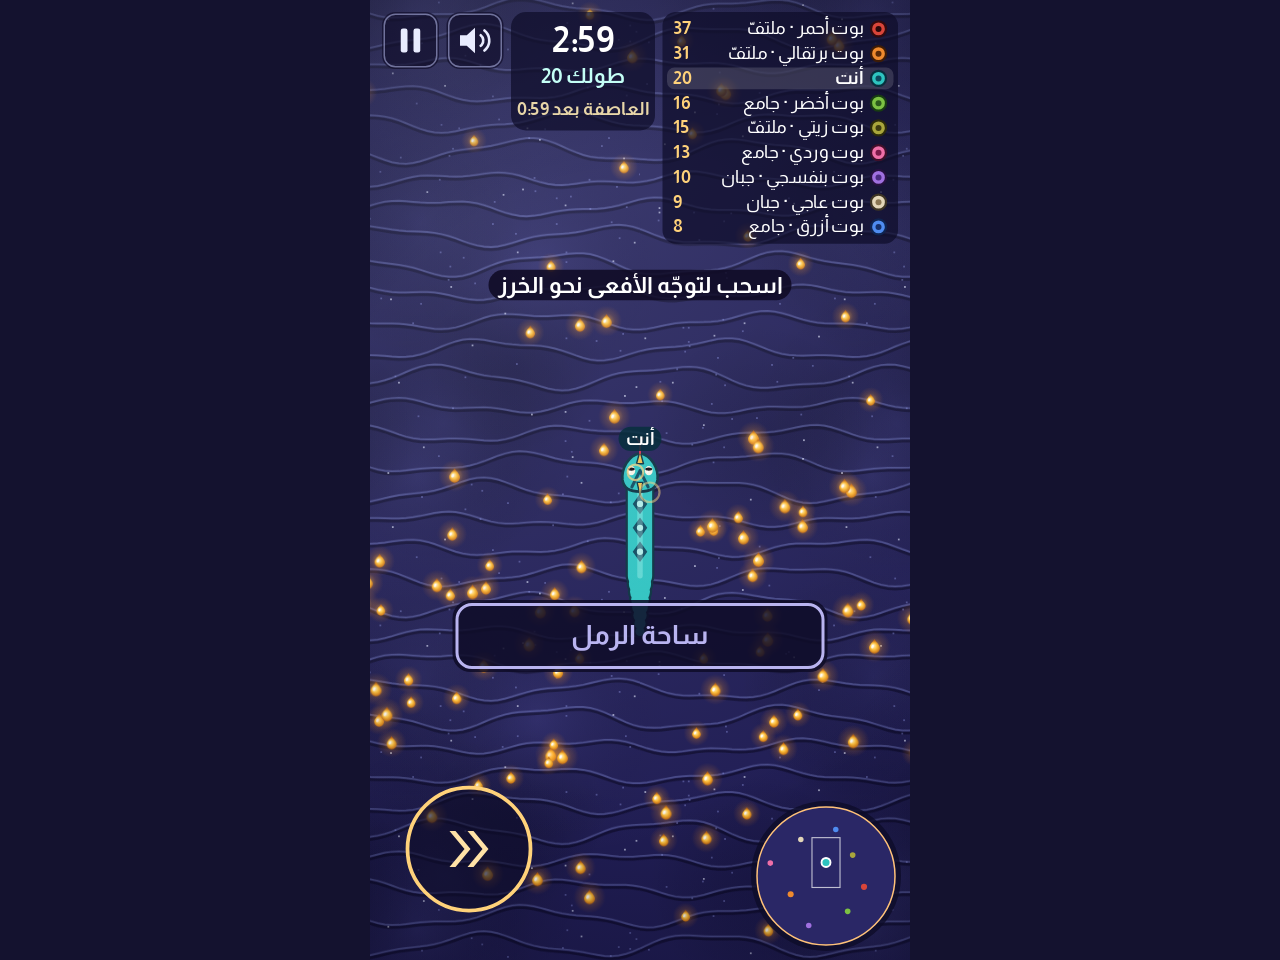 2:59
طولك 20
العاصفة بعد 0:59
بوت أحمر · ملتفّ 37
بوت برتقالي · ملتفّ 31
أنت 20
بوت أخضر · جامع 16
بوت زيتي · ملتفّ 15
بوت وردي · جامع 13
بوت بنفسجي · جبان 10
بوت عاجي · جبان 9
بوت أزرق · جامع 8
اسحب لتوجّه الأفعى نحو الخرز
أنت
ساحة الرمل